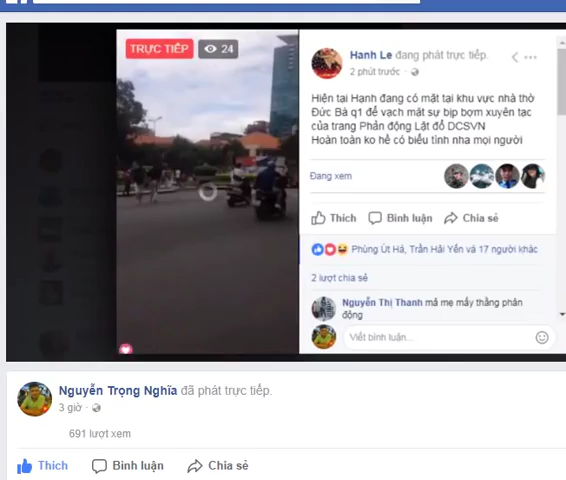 TRỰC TIẾP
24
Hanh Le đang phát trực tiếp.
2 phút trước
Hiện tại Hạnh đang có mặt tại khu vực nhà thờ
Đức Bà q1 để vạch mặt sự bịp bợm xuyên tạc
của trang Phản động Lật đổ DCSVN
Hoàn toàn ko hề có biểu tình nha mọi người
Đang xem
Thích
Bình luận
Chia sẻ
Phùng Út Há, Trần Hải Yến và 17 người khác
2 lượt chia sẻ
Nguyễn Thị Thanh mả mẹ mấy thằng phản
động
Viết bình luận...
Nguyễn Trọng Nghĩa đã phát trực tiếp.
3 giờ
691 lượt xem
Thích
Bình luận
Chia sẻ